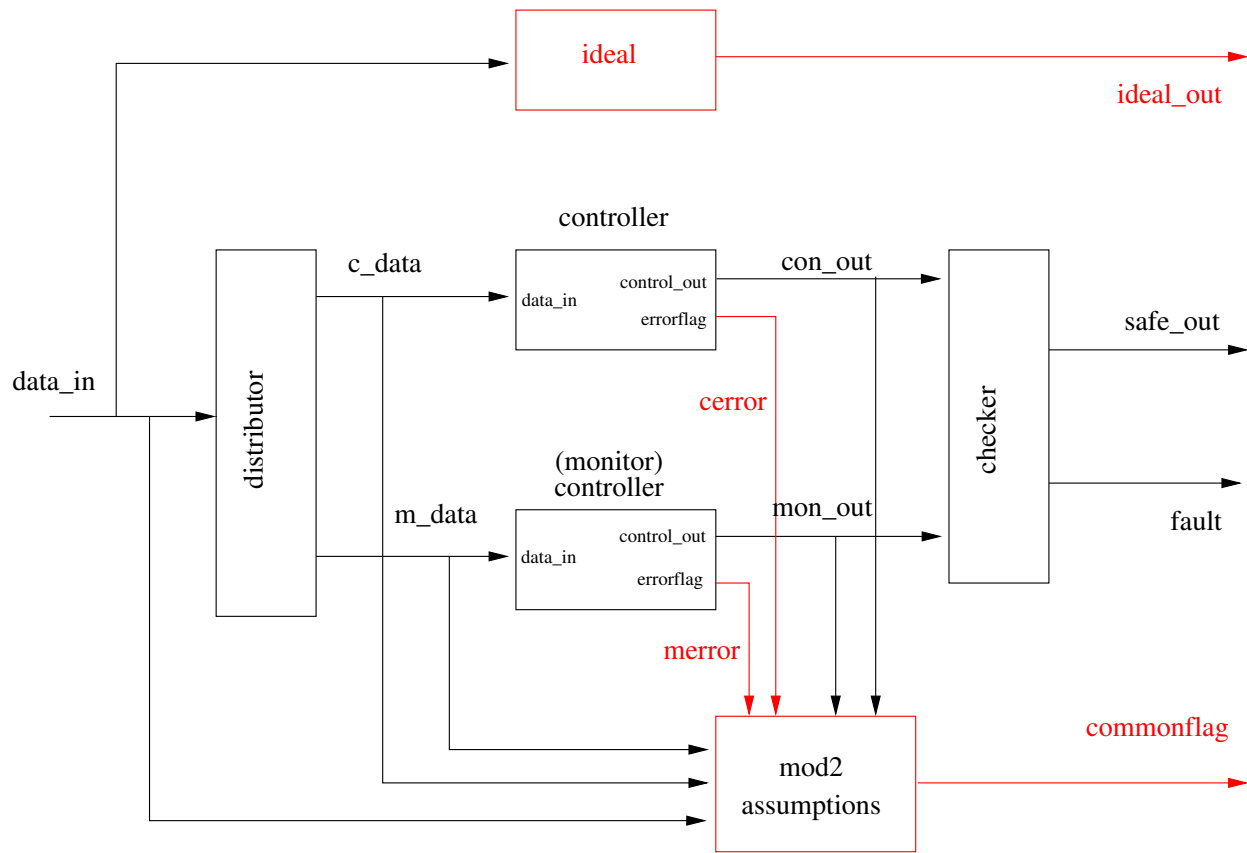 ideal
ideal_out
controller
c_data
con_out
control_out
data_in
errorflag
safe_out
data_in
distributor
cerror
checker
(monitor)
controller
m_data
mon_out
fault
control_out
data_in
errorflag
merror
commonflag
mod2
assumptions